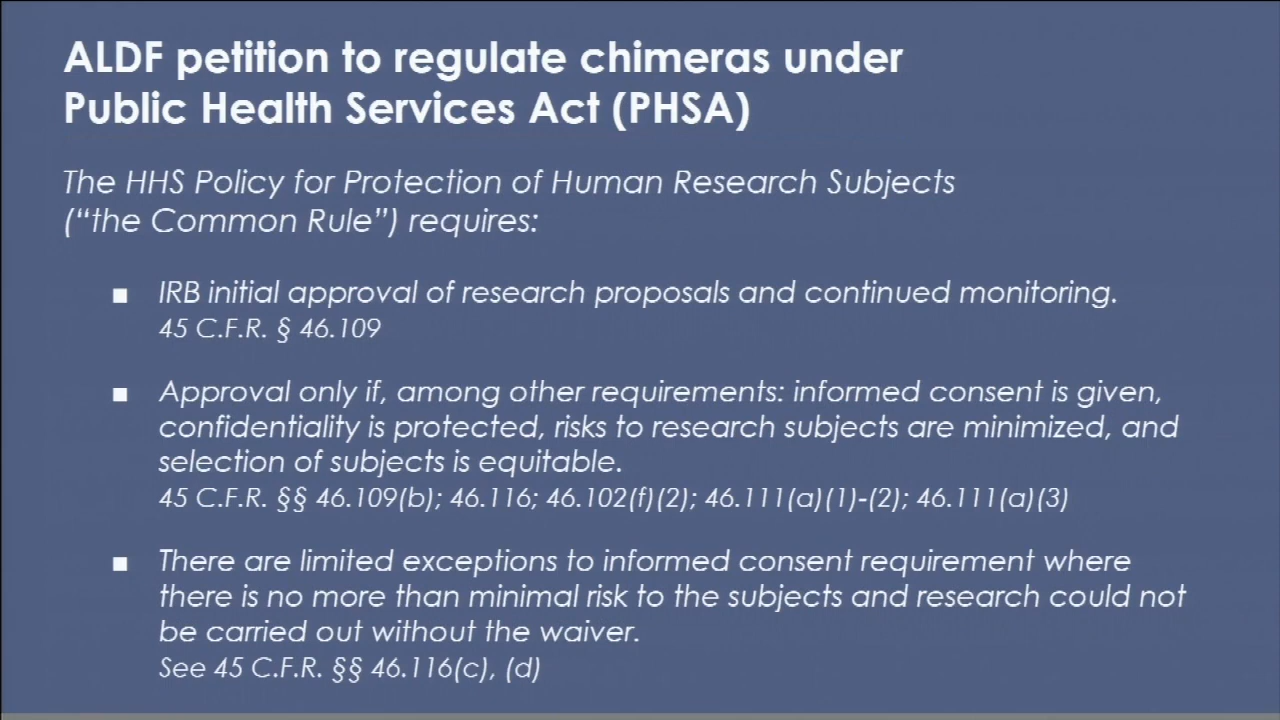 ALDF petition to regulate chimeras under
Public Health Services Act (PHSA)
The HHS Policy for Protection of Human Research Subjects
(“the Common Rule”) requires:
■ IRB initial approval of research proposals and continued monitoring.
45 C.F.R. § 46.109
■ Approval only if, among other requirements: informed consent is given,
confidentiality is protected, risks to research subjects are minimized, and
selection of subjects is equitable.
45 C.F.R. §§ 46.109(b); 46.116; 46.102(f)(2); 46.111(a)(1)-(2); 46.111(a)(3)
■ There are limited exceptions to informed consent requirement where
there is no more than minimal risk to the subjects and research could not
be carried out without the waiver.
See 45 C.F.R. §§ 46.116(c), (d)